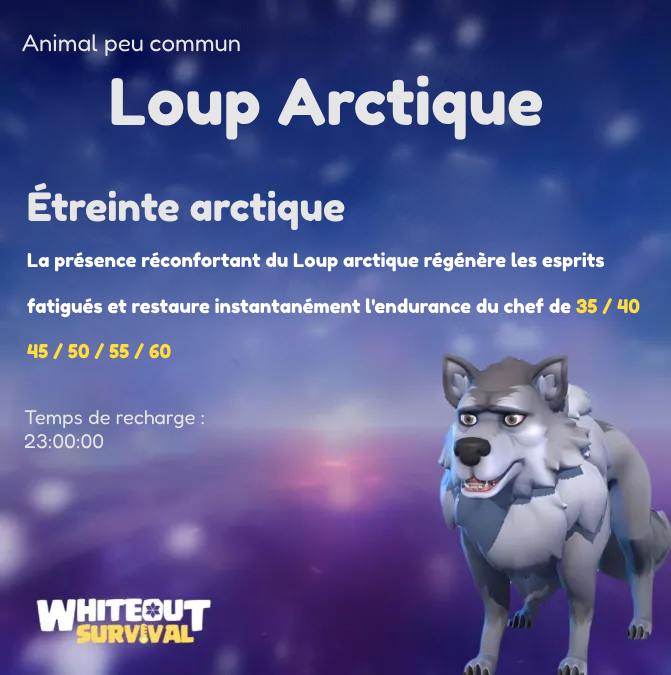 Animal peu commun
Loup Arctique
Étreinte arctique
La présence réconfortant du Loup arctique régénère les esprits
fatigués et restaure instantanément l'endurance du chef de 35 / 40
45 / 50 / 55 / 60
Temps de recharge :
23:00:00
WHITEOUT
SURVIVAL